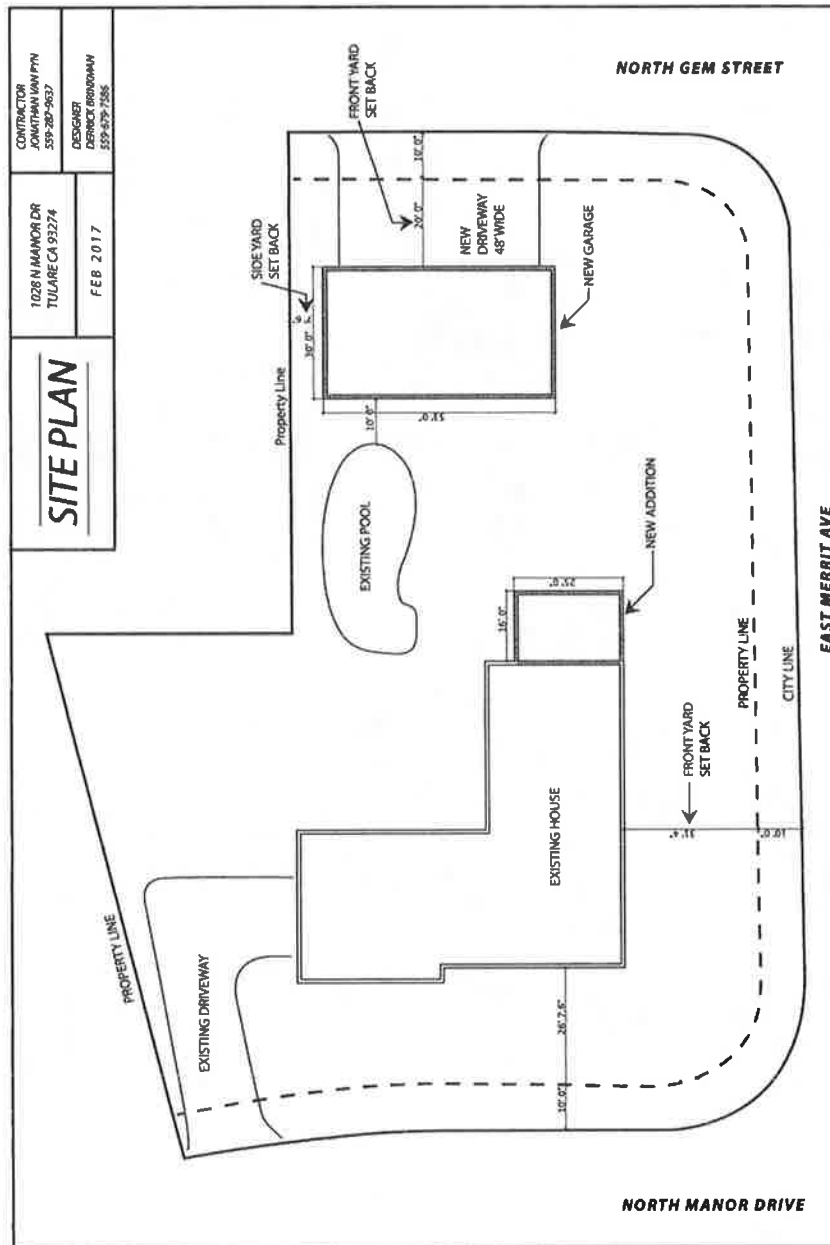 SITE PLAN
1028 N MANOR DR
TULARE CA 93274
FEB 2017
CONTRACTOR
JONATHAN VAN PYN
559-287-9637
DESIGNER
DERRICK BRINKMAN
559-679-7586
PROPERTY LINE
EXISTING DRIVEWAY
Property Line
SIDE YARD
SET BACK
7'.6"
30'.0"
FRONT YARD
SET BACK
20'.0"
10'.0"
NEW
DRIVEWAY
48' WIDE
NEW GARAGE
10'.0"
EXISTING POOL
16'.0"
25'.0"
NEW ADDITION
EXISTING HOUSE
10'.0"
26'.7.6"
FRONT YARD
SET BACK
31'.4"
10'.0"
PROPERTY LINE
CITY LINE
NORTH MANOR DRIVE
EAST MERRIT AVE
NORTH GEM STREET